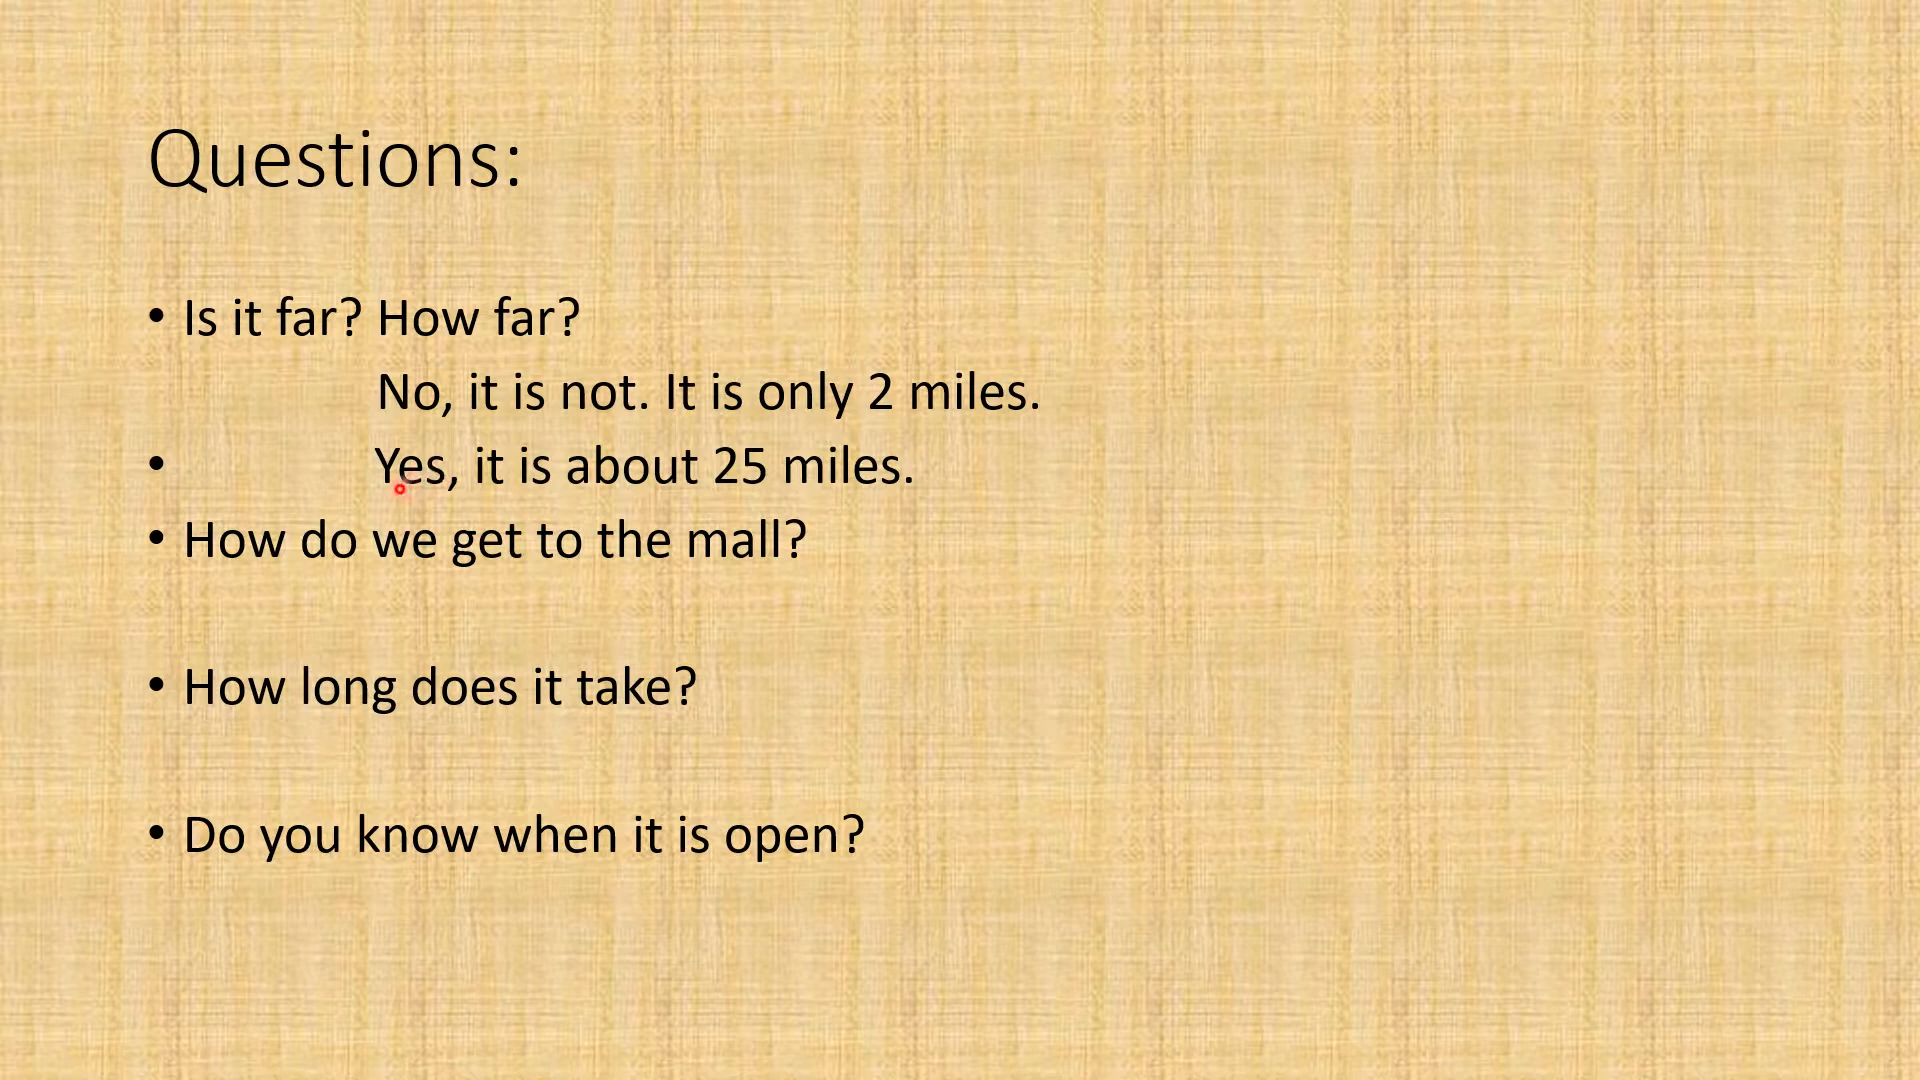 Questions:
• Is it far? How far?
No, it is not. It is only 2 miles.
• Yes, it is about 25 miles.
• How do we get to the mall?
• How long does it take?
• Do you know when it is open?